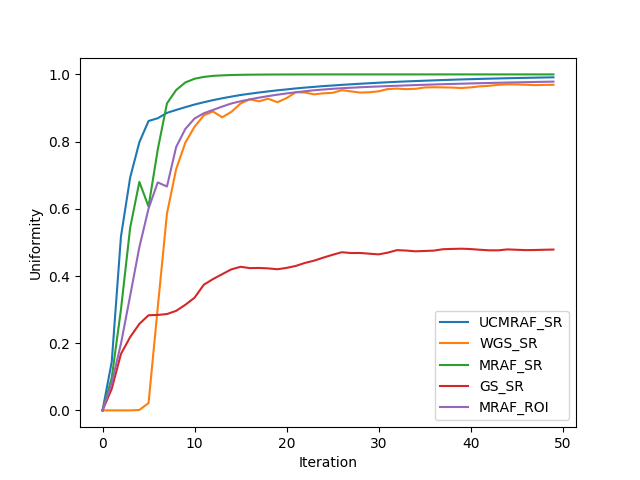 1.0
0.8
0.6
0.4
0.2
0.0
Uniformity
0
10
20
30
40
50
Iteration
UCMRAF_SR
WGS_SR
MRAF_SR
GS_SR
MRAF_ROI